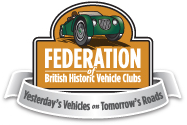 FEDERATION
of
British Historic Vehicle Clubs
Yesterday's Vehicles on Tomorrow's Roads